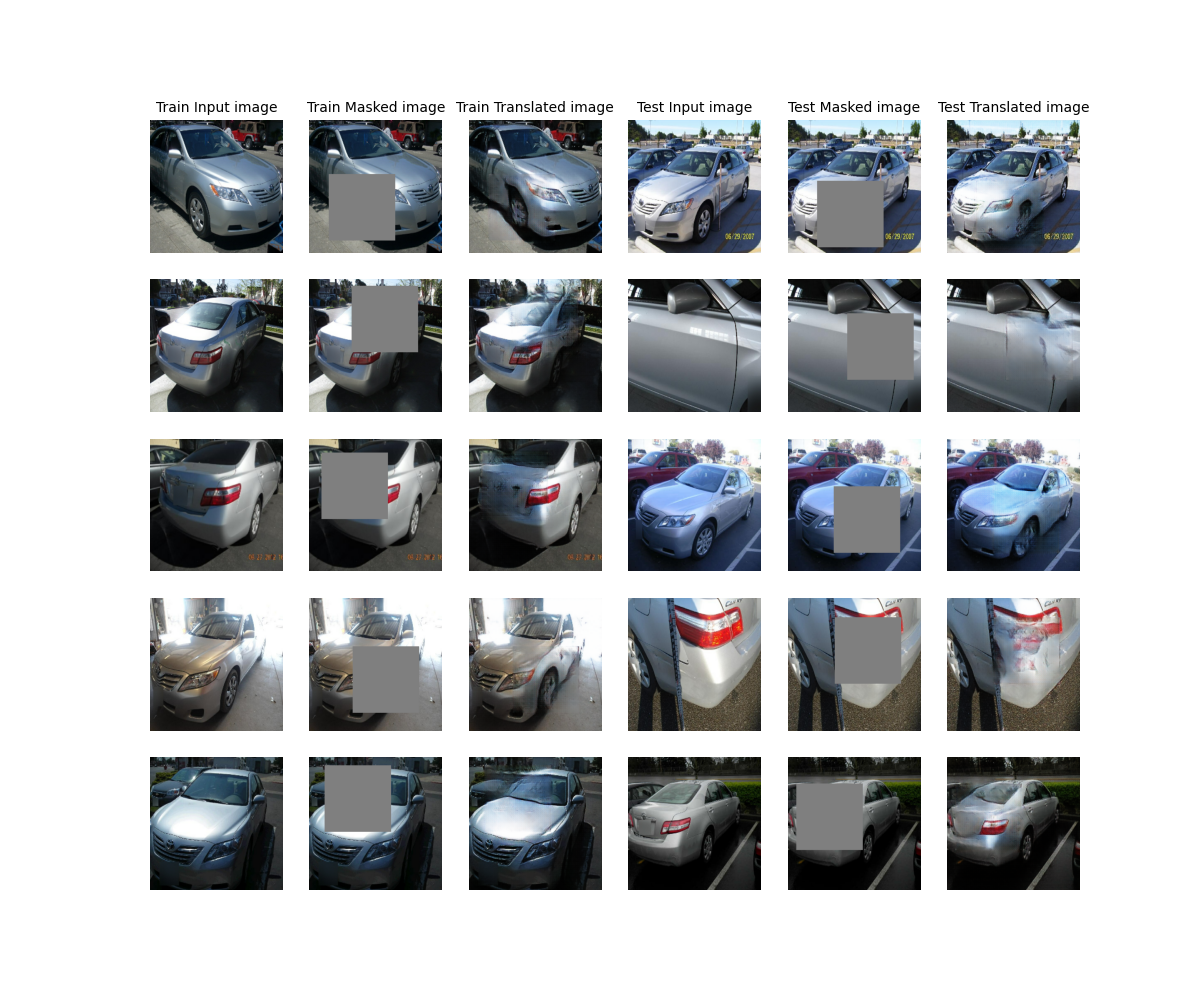 Train Input image
Train Masked image
Train Translated image
Test Input image
Test Masked image
Test Translated image
06/29/2007
06/29/2007
06/29/2007